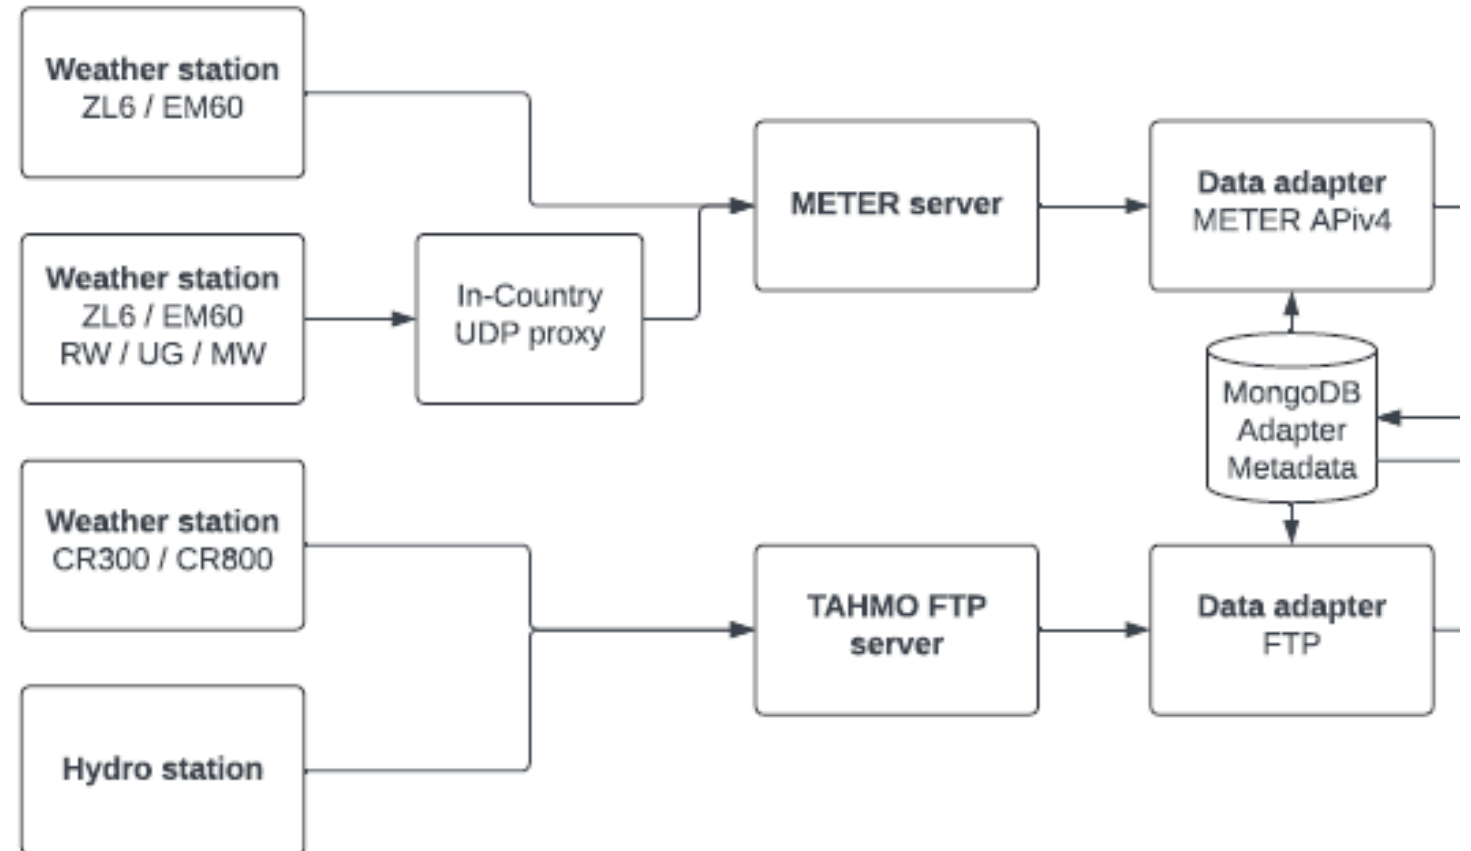 Weather station
ZL6 / EM60
METER server
Data adapter
METER APiv4
Weather station
ZL6 / EM60
RW / UG / MW
In-Country
UDP proxy
MongoDB
Adapter
Metadata
Weather station
CR300 / CR800
TAHMO FTP
server
Data adapter
FTP
Hydro station